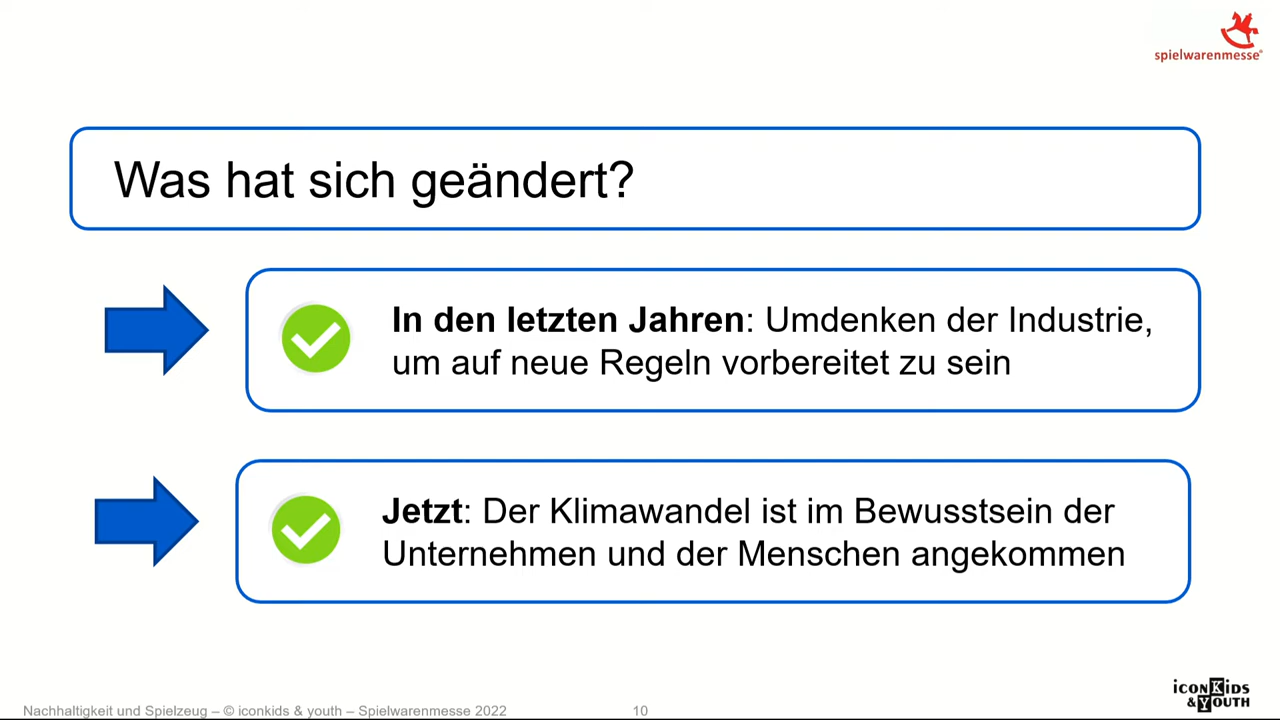 spielwarenmesse®
Was hat sich geändert?
In den letzten Jahren: Umdenken der Industrie,
um auf neue Regeln vorbereitet zu sein
Jetzt: Der Klimawandel ist im Bewusstsein der
Unternehmen und der Menschen angekommen
iconKids
&YOUTH
Nachhaltigkeit und Spielzeug – © iconkids & youth – Spielwarenmesse 2022 10